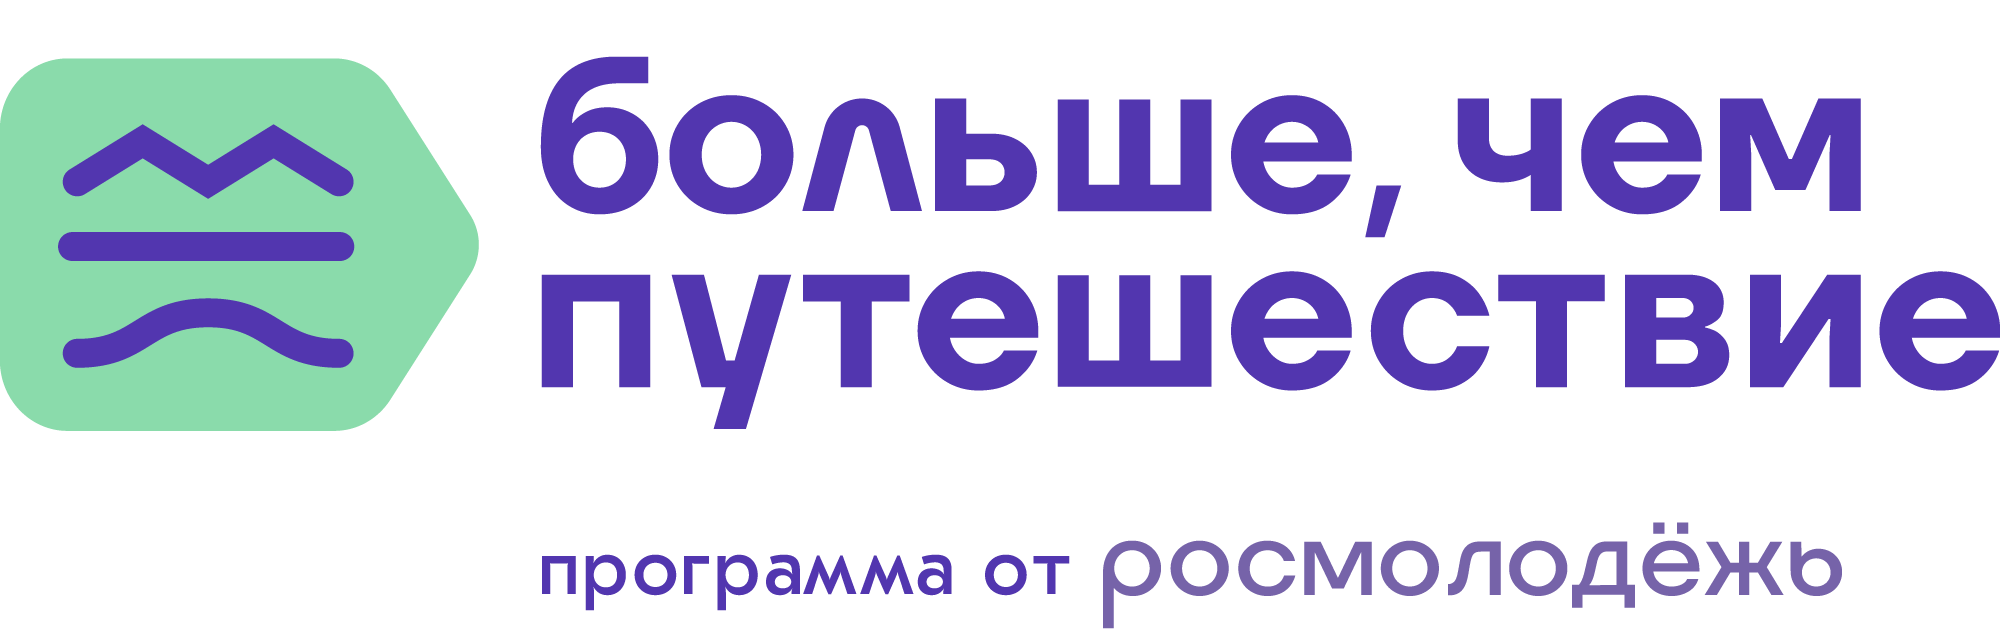 больше, чем
путешествие
программа от росмолодёжь